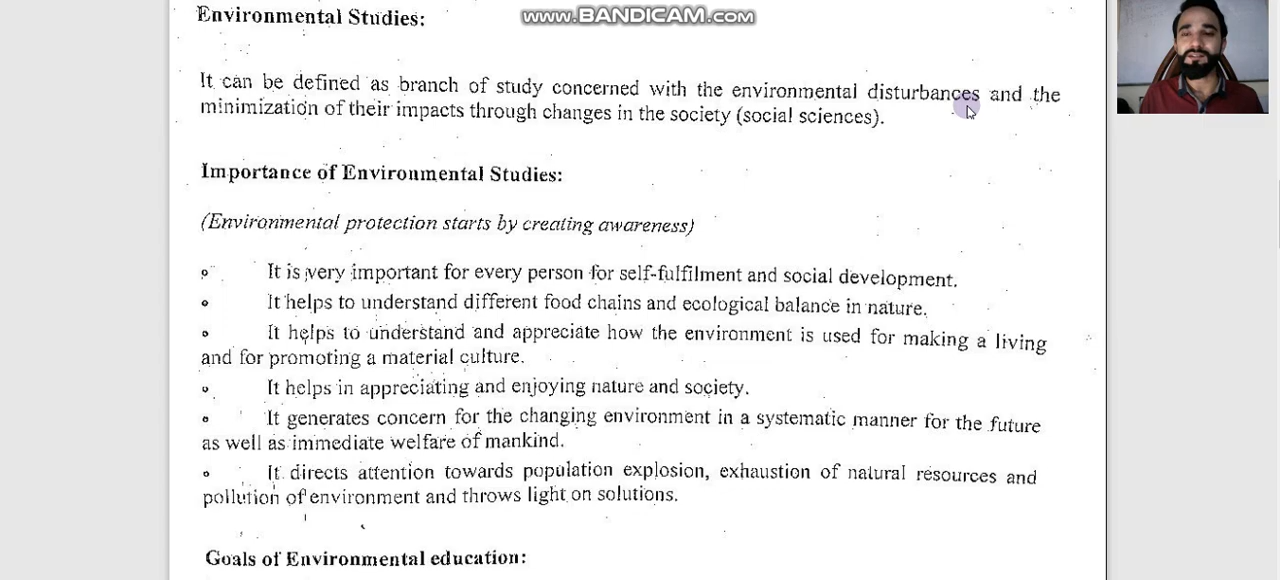 www.BANDICAM.com
Environmental Studies:
It can be defined as branch of study concerned with the environmental disturbances and the
minimization of their impacts through changes in the society (social sciences).
Importance of Environmental Studies:
(Environmental protection starts by creating awareness)
It is very important for every person for self-fulfilment and social development.
It helps to understand different food chains and ecological balance in nature.
It helps to understand and appreciate how the environment is used for making a living
and for promoting a material culture.
It helps in appreciating and enjoying nature and society.
It generates concern for the changing environment in a systematic manner for the future
as well as immediate welfare of mankind.
It directs attention towards population explosion, exhaustion of natural resources and
pollution of environment and throws light on solutions.
Goals of Environmental education: